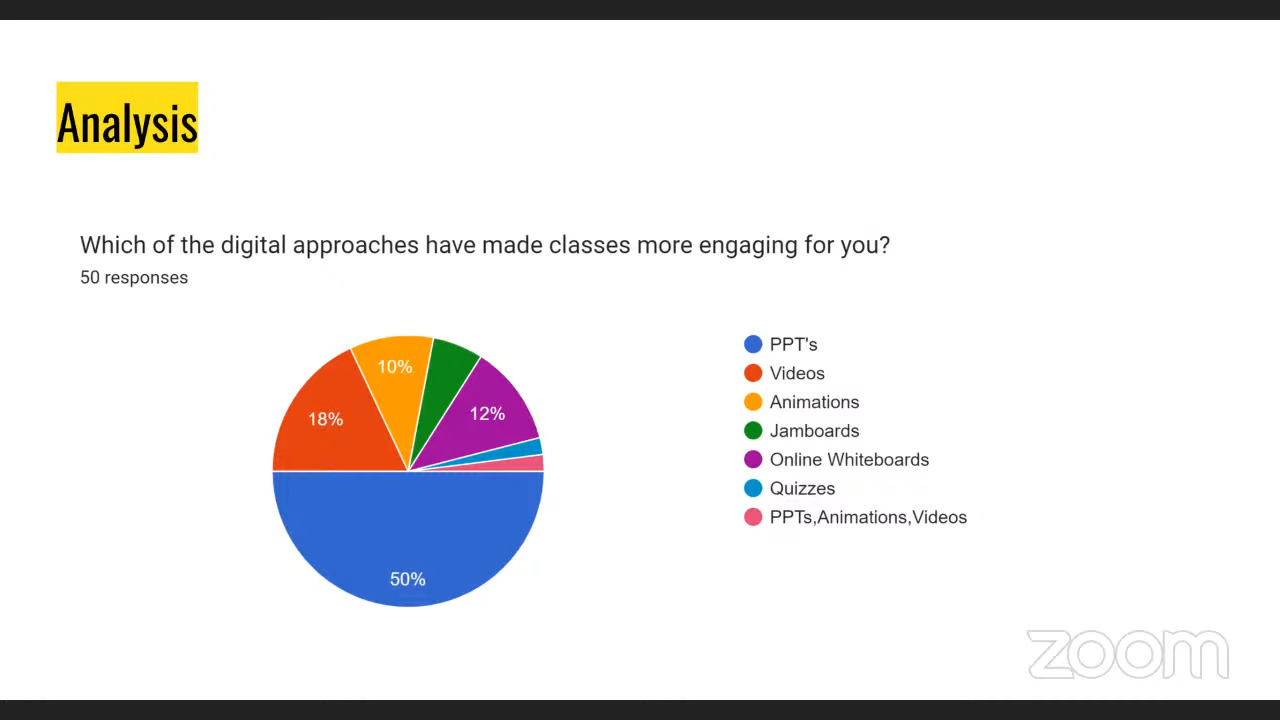 Analysis
Which of the digital approaches have made classes more engaging for you?
50 responses
10%
12%
18%
50%
PPT's
Videos
Animations
Jamboards
Online Whiteboards
Quizzes
PPTs,Animations,Videos
zoom